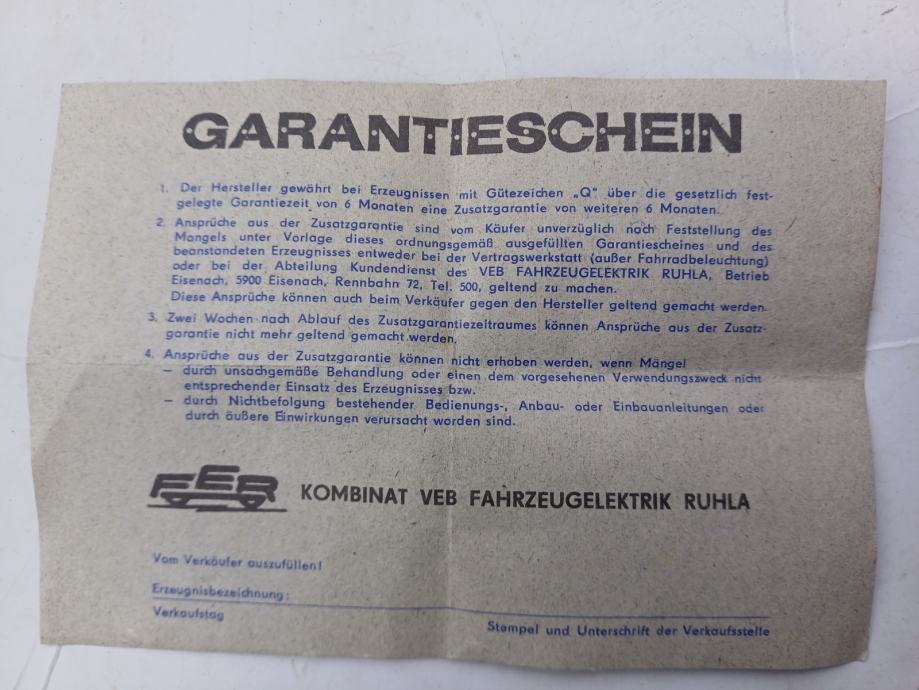 GARANTIESCHEIN
1. Der Hersteller gewährt bei Erzeugnissen mit Gütezeichen „Q" über die gesetzlich fest-
gelegte Garantiezeit von 6 Monaten eine Zusatzgarantie von weiteren 6 Monaten.
2. Ansprüche aus der Zusatzgarantie sind vom Käufer unverzüglich nach Feststellung des
Mangels unter Vorlage dieses ordnungsgemäß ausgefüllten Garantiescheines und des
beanstandeten Erzeugnisses entweder bei der Vertragswerkstatt (außer Fahrradbeleuchtung)
oder bei der Abteilung Kundendienst des VEB FAHRZEUGELEKTRIK RUHLA, Betrieb
Eisenach, 5900 Eisenach, Rennbahn 72, Tel. 500, geltend zu machen.
Diese Ansprüche können auch beim Verkäufer gegen den Hersteller geltend gemacht werden.
3. Zwei Wochen nach Ablauf des Zusatzgarantiezeitraumes können Ansprüche aus der Zusatz-
garantie nicht mehr geltend gemacht werden.
4. Ansprüche aus der Zusatzgarantie können nicht erhoben werden, wenn Mängel
– durch unsachgemäße Behandlung oder einen dem vorgesehenen Verwendungszweck nicht
entsprechender Einsatz des Erzeugnisses bzw.
– durch Nichtbefolgung bestehender Bedienungs-, Anbau- oder Einbauanleitungen oder
durch äußere Einwirkungen verursacht worden sind.
FER KOMBINAT VEB FAHRZEUGELEKTRIK RUHLA
Vom Verkäufer auszufüllen!
Erzeugnisbezeichnung:
Verkaufstag
Stempel und Unterschrift der Verkaufsstelle